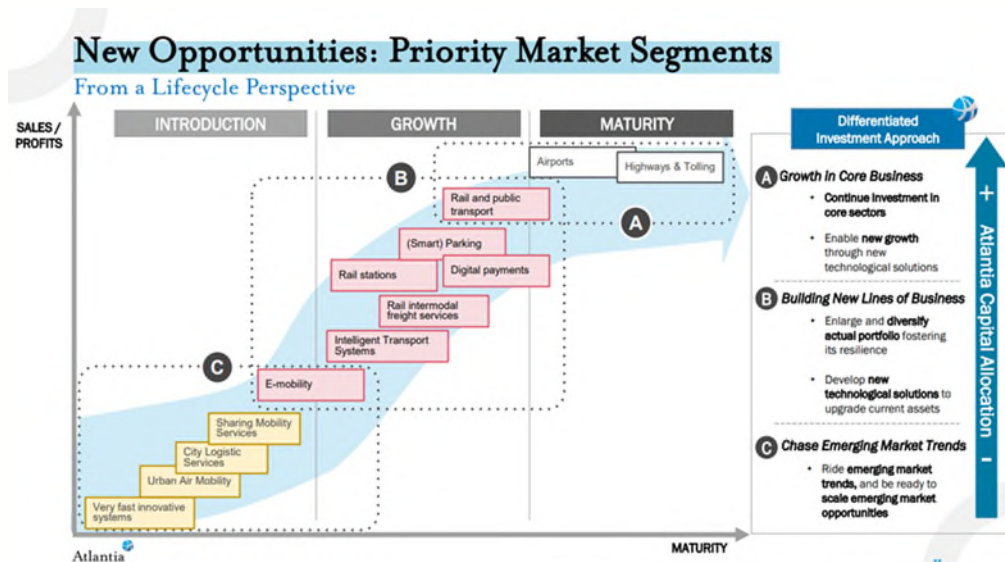 New Opportunities: Priority Market Segments
From a Lifecycle Perspective
SALES /
PROFITS
INTRODUCTION
GROWTH
MATURITY
Airports
Highways & Tolling
B
Rail and public
transport
A
(Smart) Parking
Rail stations
Digital payments
Rail intermodal
freight services
Intelligent Transport
Systems
C
E-mobility
Sharing Mobility
Services
City Logistic
Services
Urban Air Mobility
Very fast innovative
systems
MATURITY
Atlantia
Differentiated
Investment Approach
A Growth in Core Business
• Continue investment in
core sectors
• Enable new growth
through new
technological solutions
B Building New Lines of Business
• Enlarge and diversify
actual portfolio fostering
its resilience
• Develop new
technological solutions to
upgrade current assets
C Chase Emerging Market Trends
• Ride emerging market
trends, and be ready to
scale emerging market
opportunities
+
Atlantia Capital Allocation
-